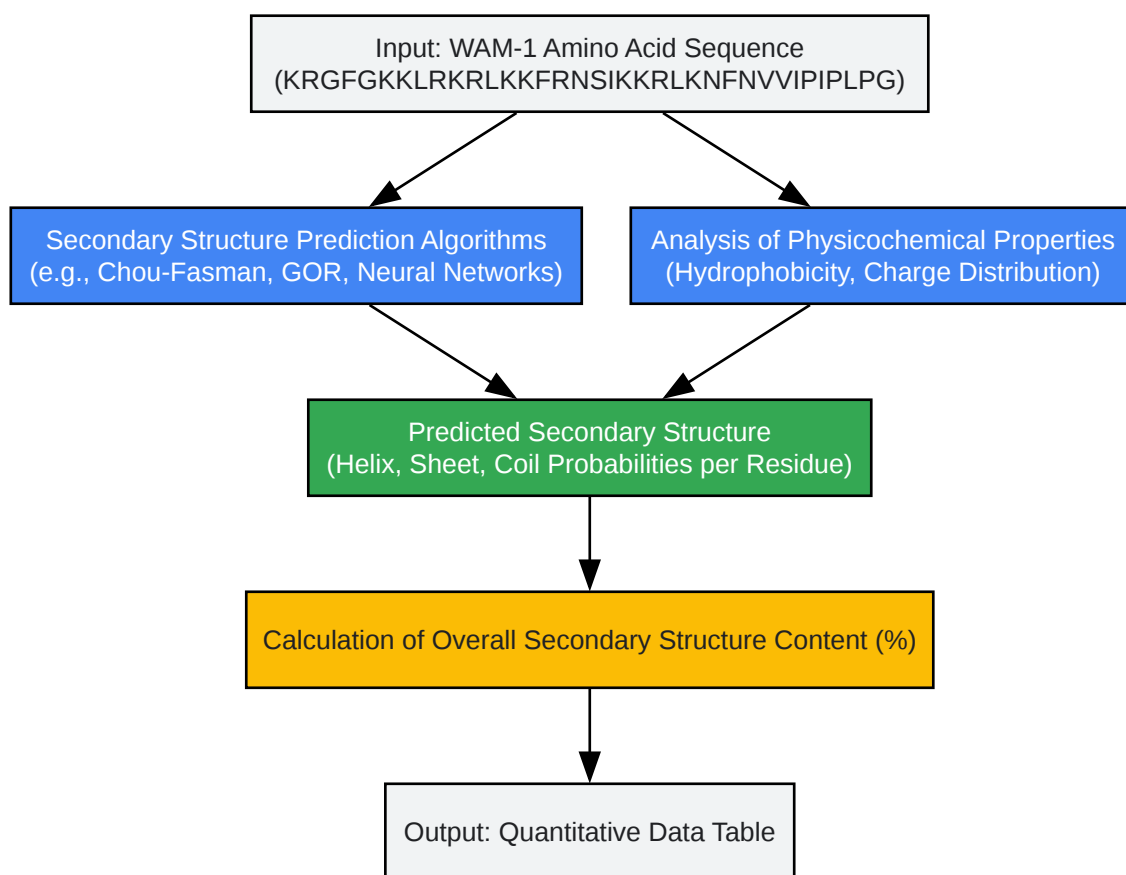 Input: WAM-1 Amino Acid Sequence
(KRGFGKKLRKRLKKFRNSIKKRLKNFNVVIPIPLPG)
Secondary Structure Prediction Algorithms
(e.g., Chou-Fasman, GOR, Neural Networks)
Analysis of Physicochemical Properties
(Hydrophobicity, Charge Distribution)
Predicted Secondary Structure
(Helix, Sheet, Coil Probabilities per Residue)
Calculation of Overall Secondary Structure Content (%)
Output: Quantitative Data Table